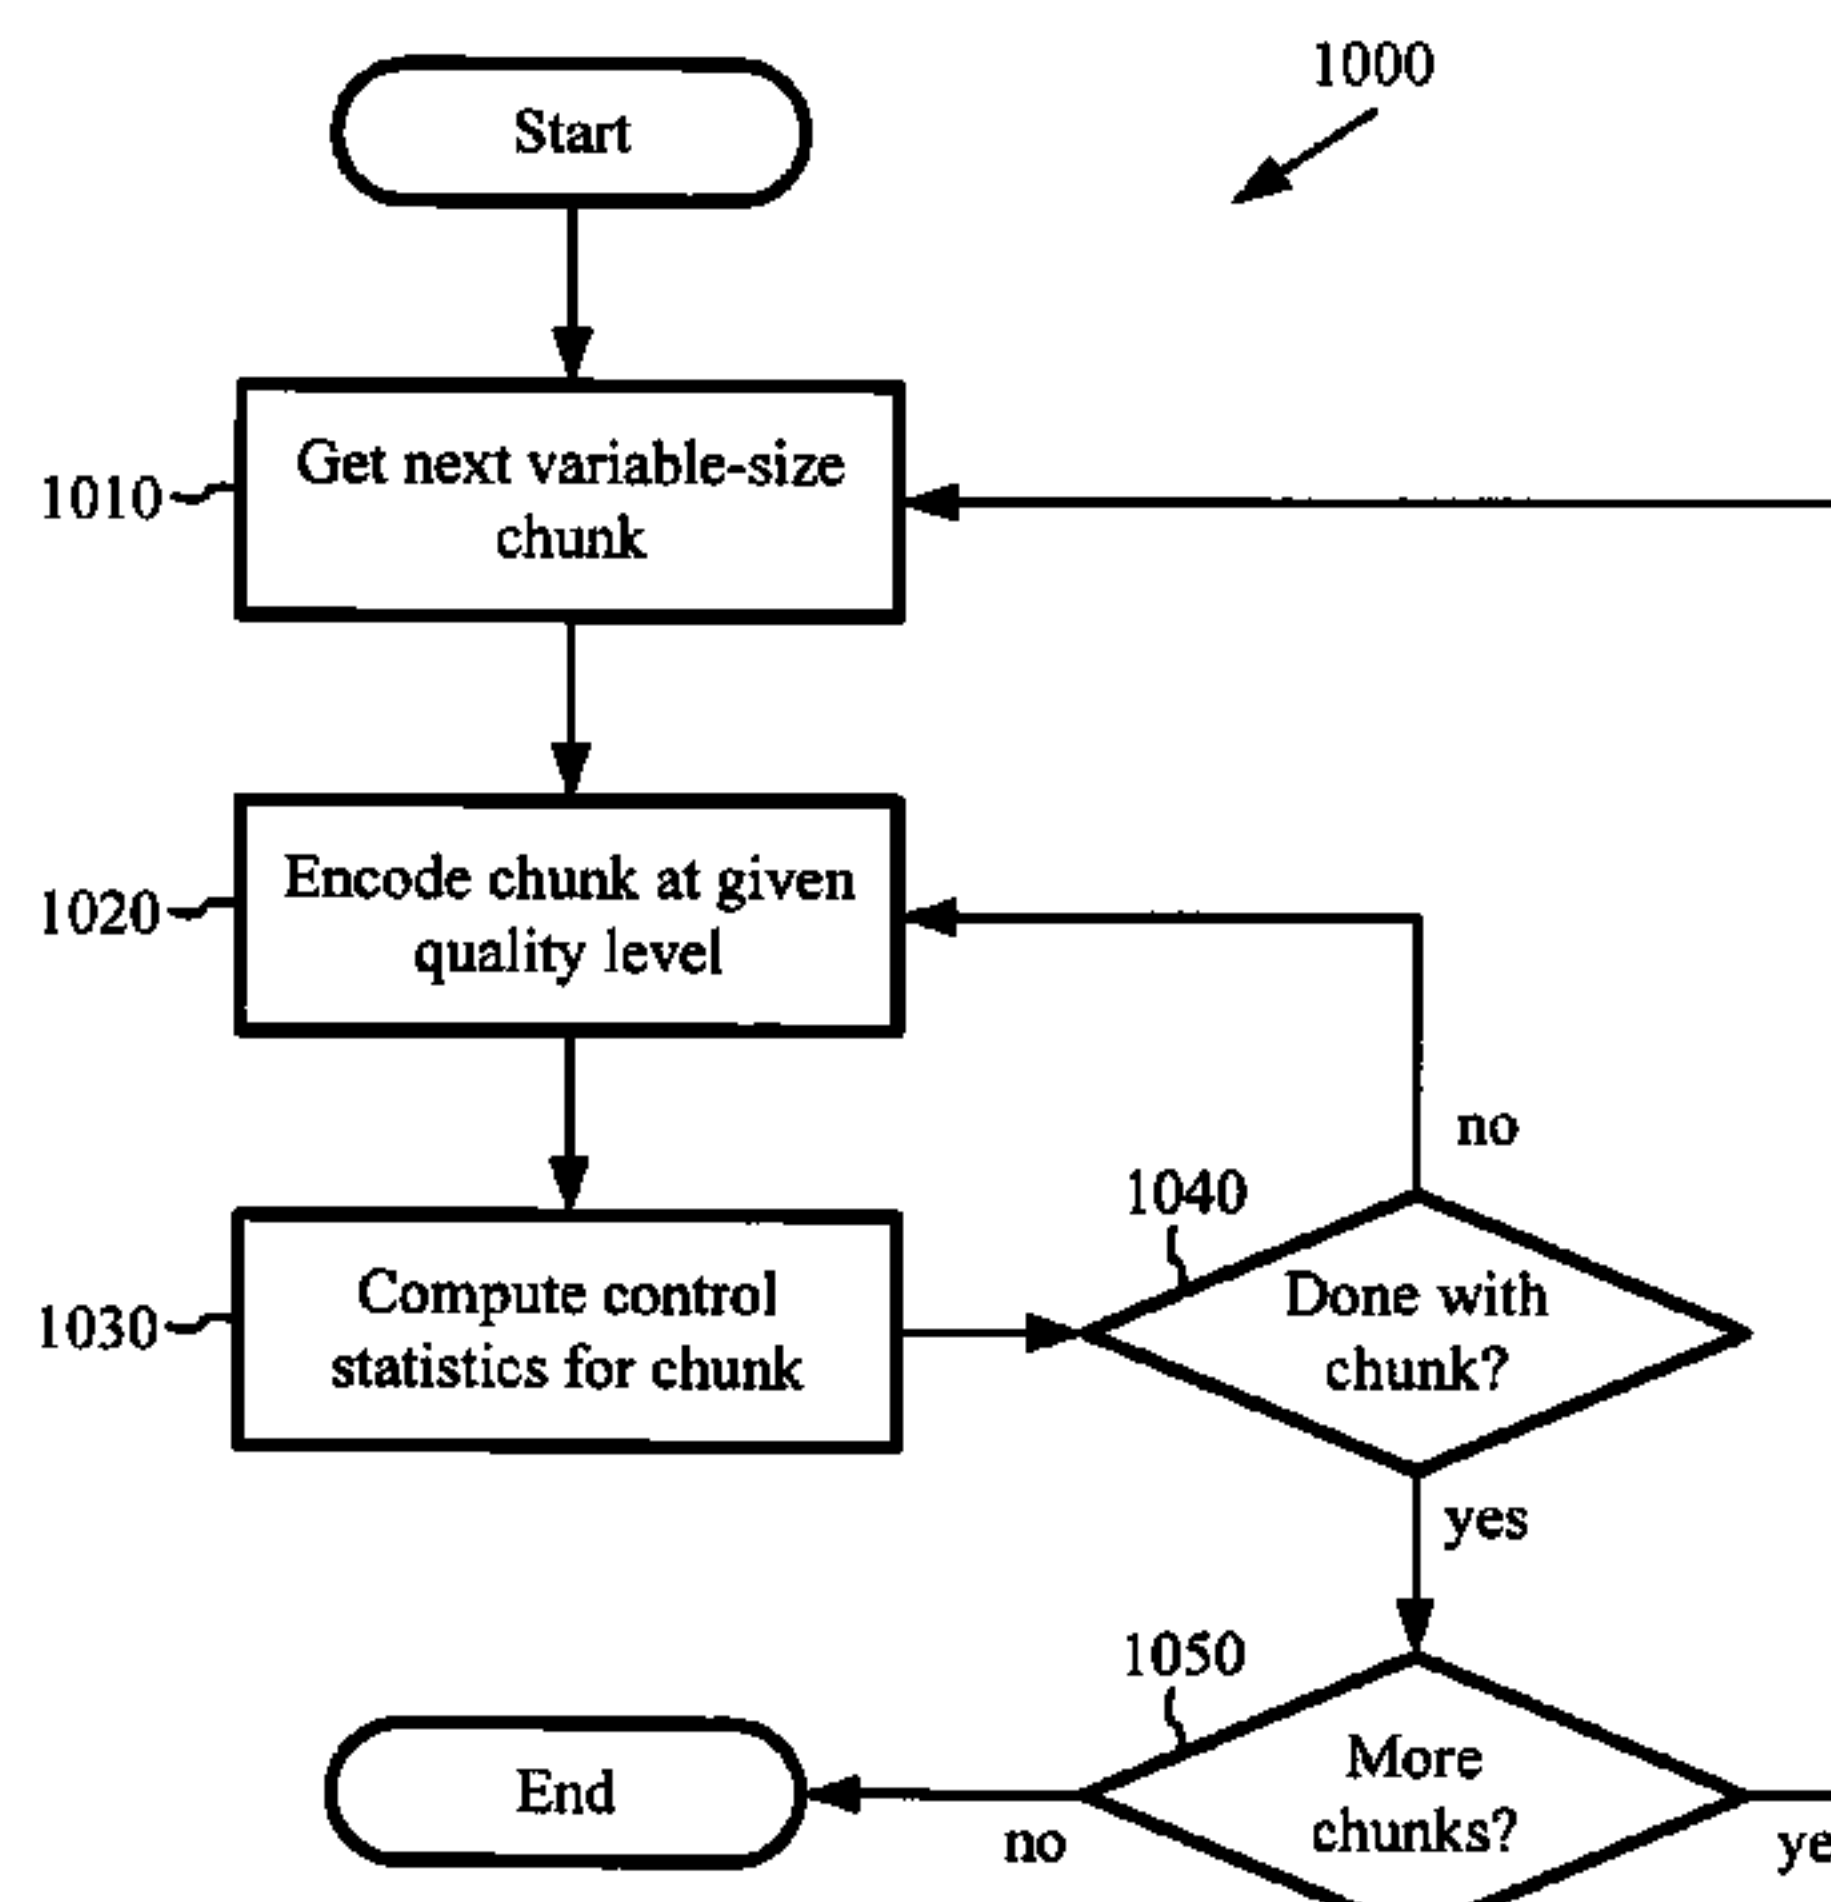 1000
Start
1010
Get next variable-size
chunk
1020
Encode chunk at given
quality level
no
1030
Compute control
statistics for chunk
1040
Done with
chunk?
yes
1050
More
chunks?
no
End